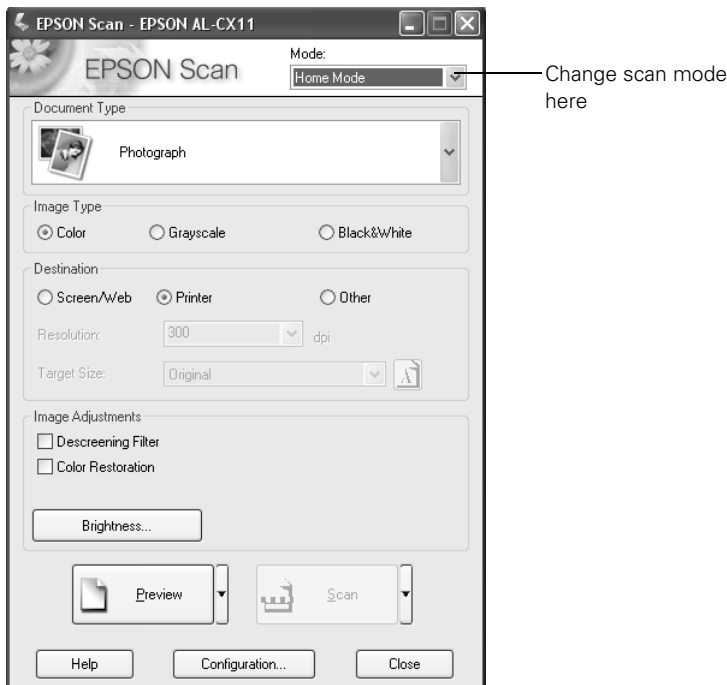 EPSON Scan - EPSON AL-CX11
EPSON Scan
Mode:
Home Mode
Change scan mode
here
Document Type
Photograph
Image Type
Color Grayscale Black&White
Destination
Screen/Web Printer Other
Resolution: 300 dpi
Target Size: Original
Image Adjustments
Descreening Filter
Color Restoration
Brightness...
Preview Scan
Help Configuration... Close